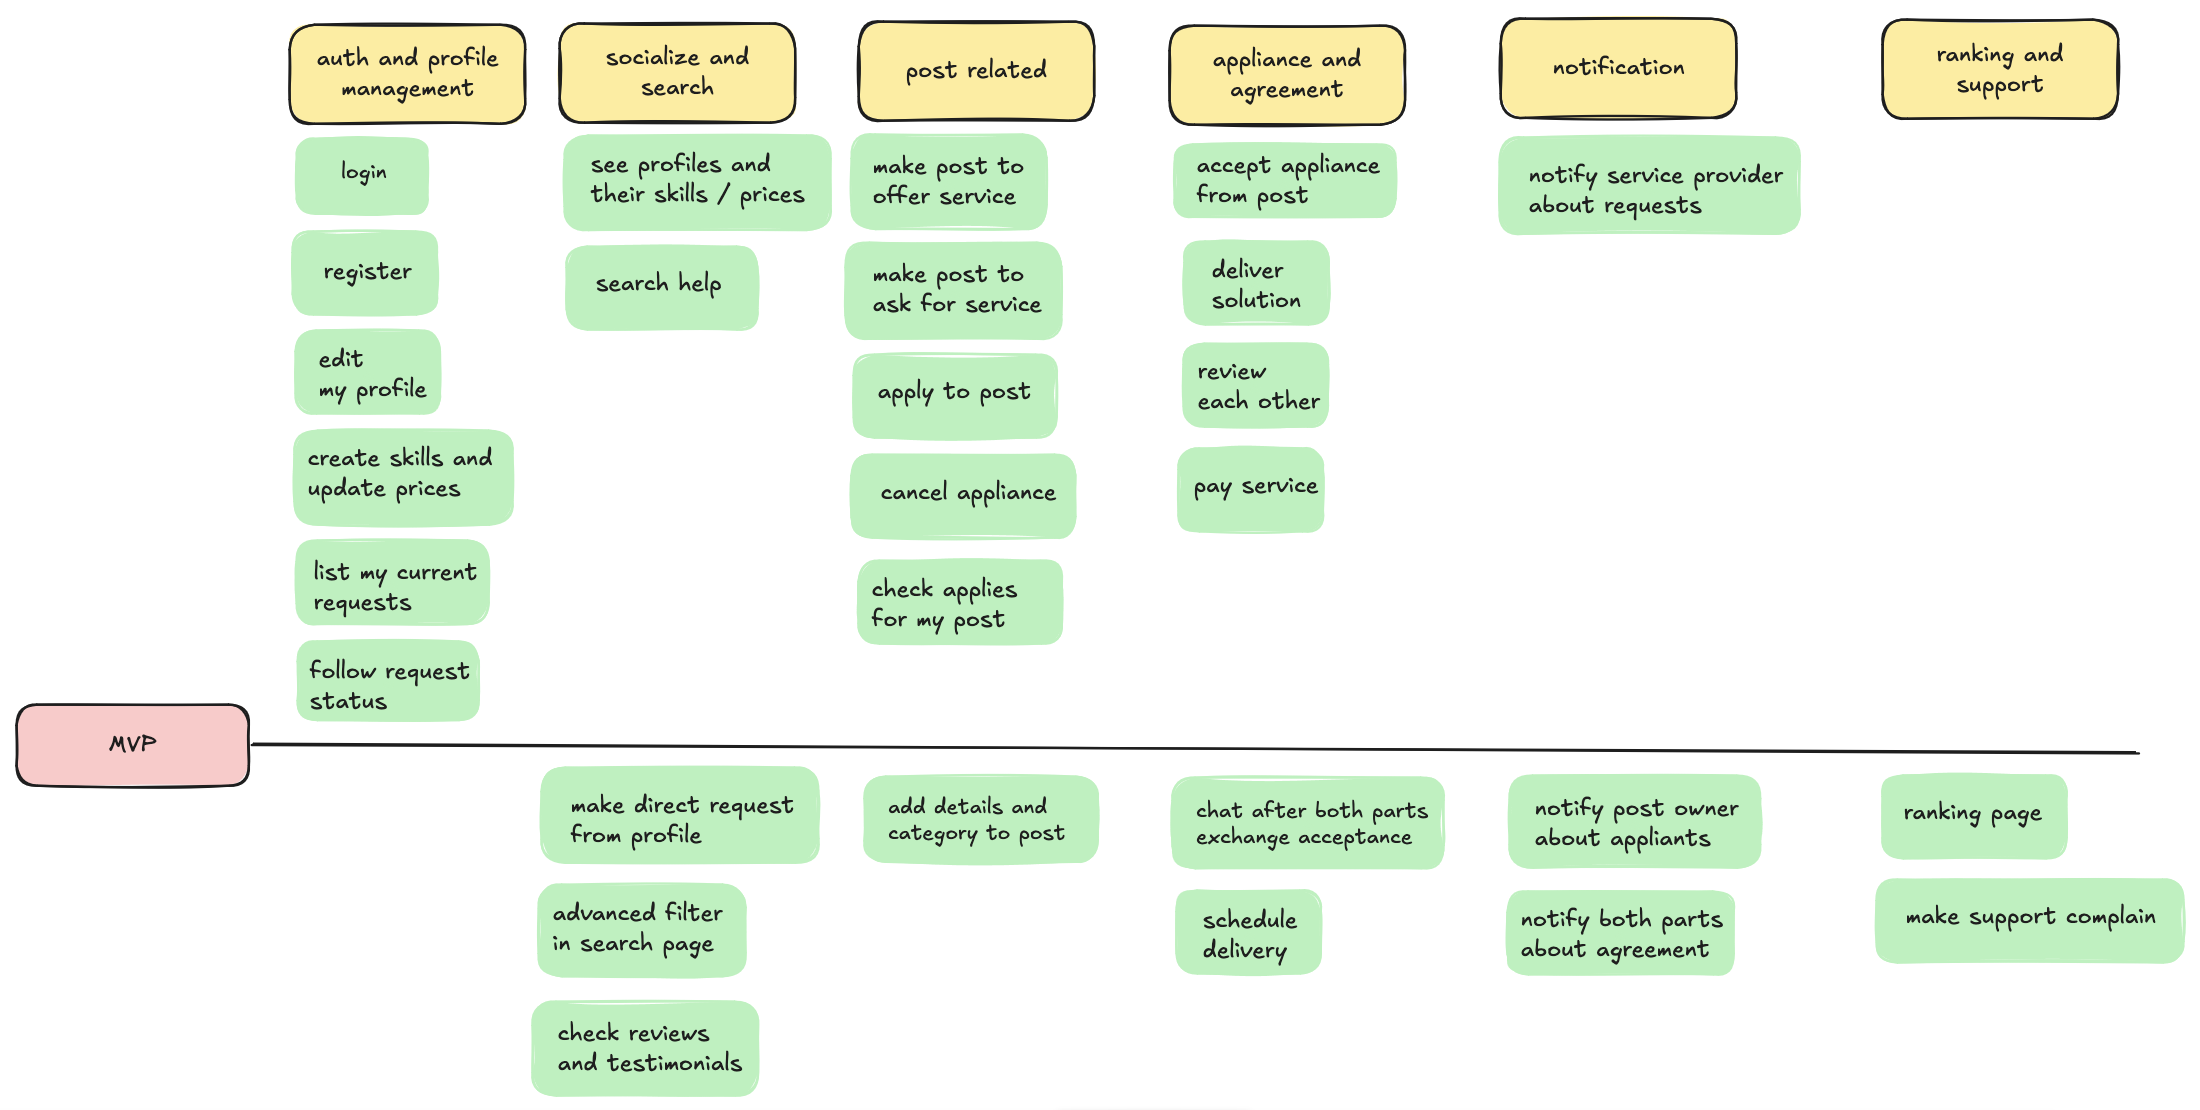 auth and profile
management
socialize and
search
post related
appliance and
agreement
notification
ranking and
support
login
register
edit
my profile
create skills and
update prices
list my current
requests
follow request
status
see profiles and
their skills / prices
search help
make post to
offer service
make post to
ask for service
apply to post
cancel appliance
check applies
for my post
accept appliance
from post
deliver
solution
review
each other
pay service
notify service provider
about requests
MVP
make direct request
from profile
advanced filter
in search page
check reviews
and testimonials
add details and
category to post
chat after both parts
exchange acceptance
schedule
delivery
notify post owner
about appliants
notify both parts
about agreement
ranking page
make support complain